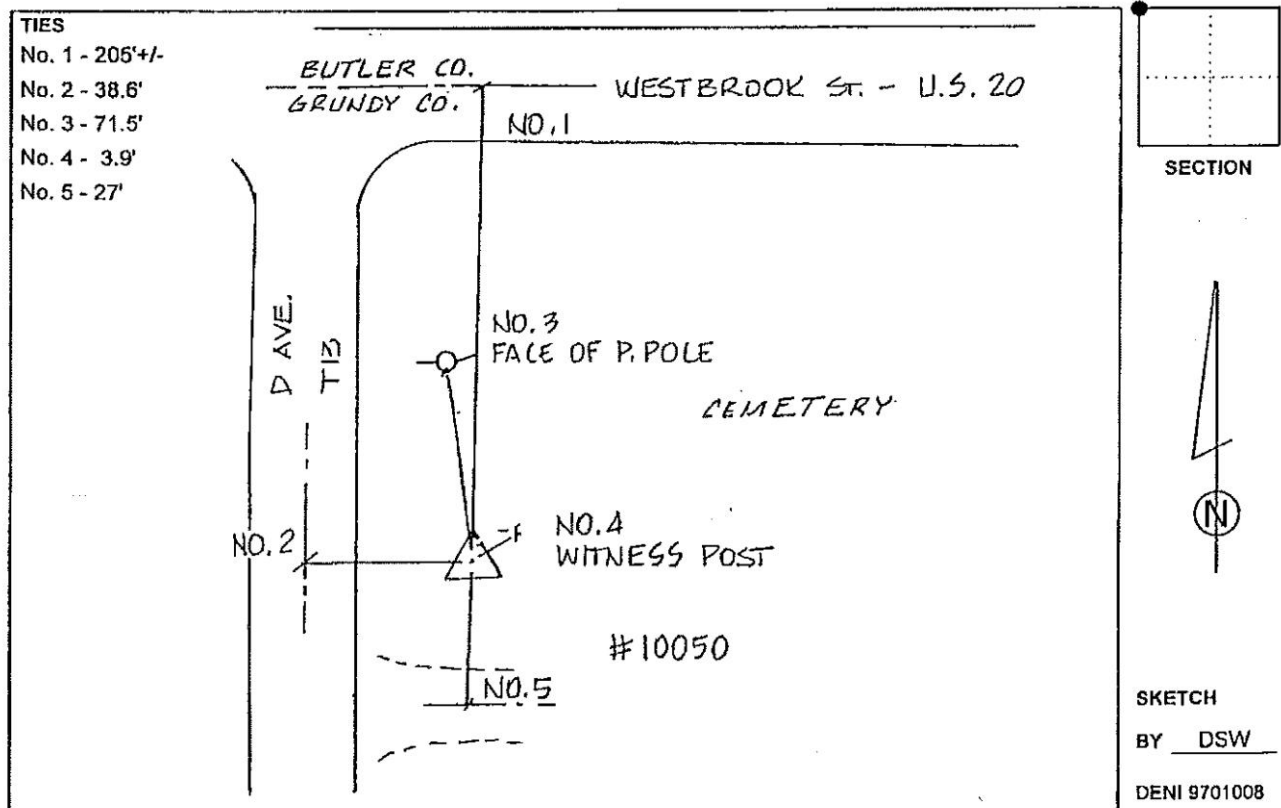 TIES
No. 1 - 205'+/-
No. 2 - 38.6'
No. 3 - 71.5'
No. 4 - 3.9'
No. 5 - 27'
BUTLER CO.
GRUNDY CO.
WESTBROOK ST. - U.S. 20
NO.1
D AVE.
T13
NO.3
FACE OF P. POLE
CEMETERY
NO.2
NO.4
WITNESS POST
#10050
NO.5
SECTION
N
SKETCH
BY DSW
DENI 9701008